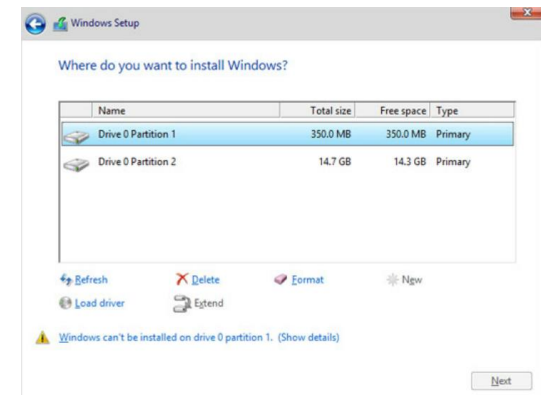 Windows Setup
Where do you want to install Windows?
Name Total size Free space Type
Drive 0 Partition 1 350.0 MB 350.0 MB Primary
Drive 0 Partition 2 14.7 GB 14.3 GB Primary
Refresh Delete Format New
Load driver Extend
Windows can't be installed on drive 0 partition 1. (Show details)
Next